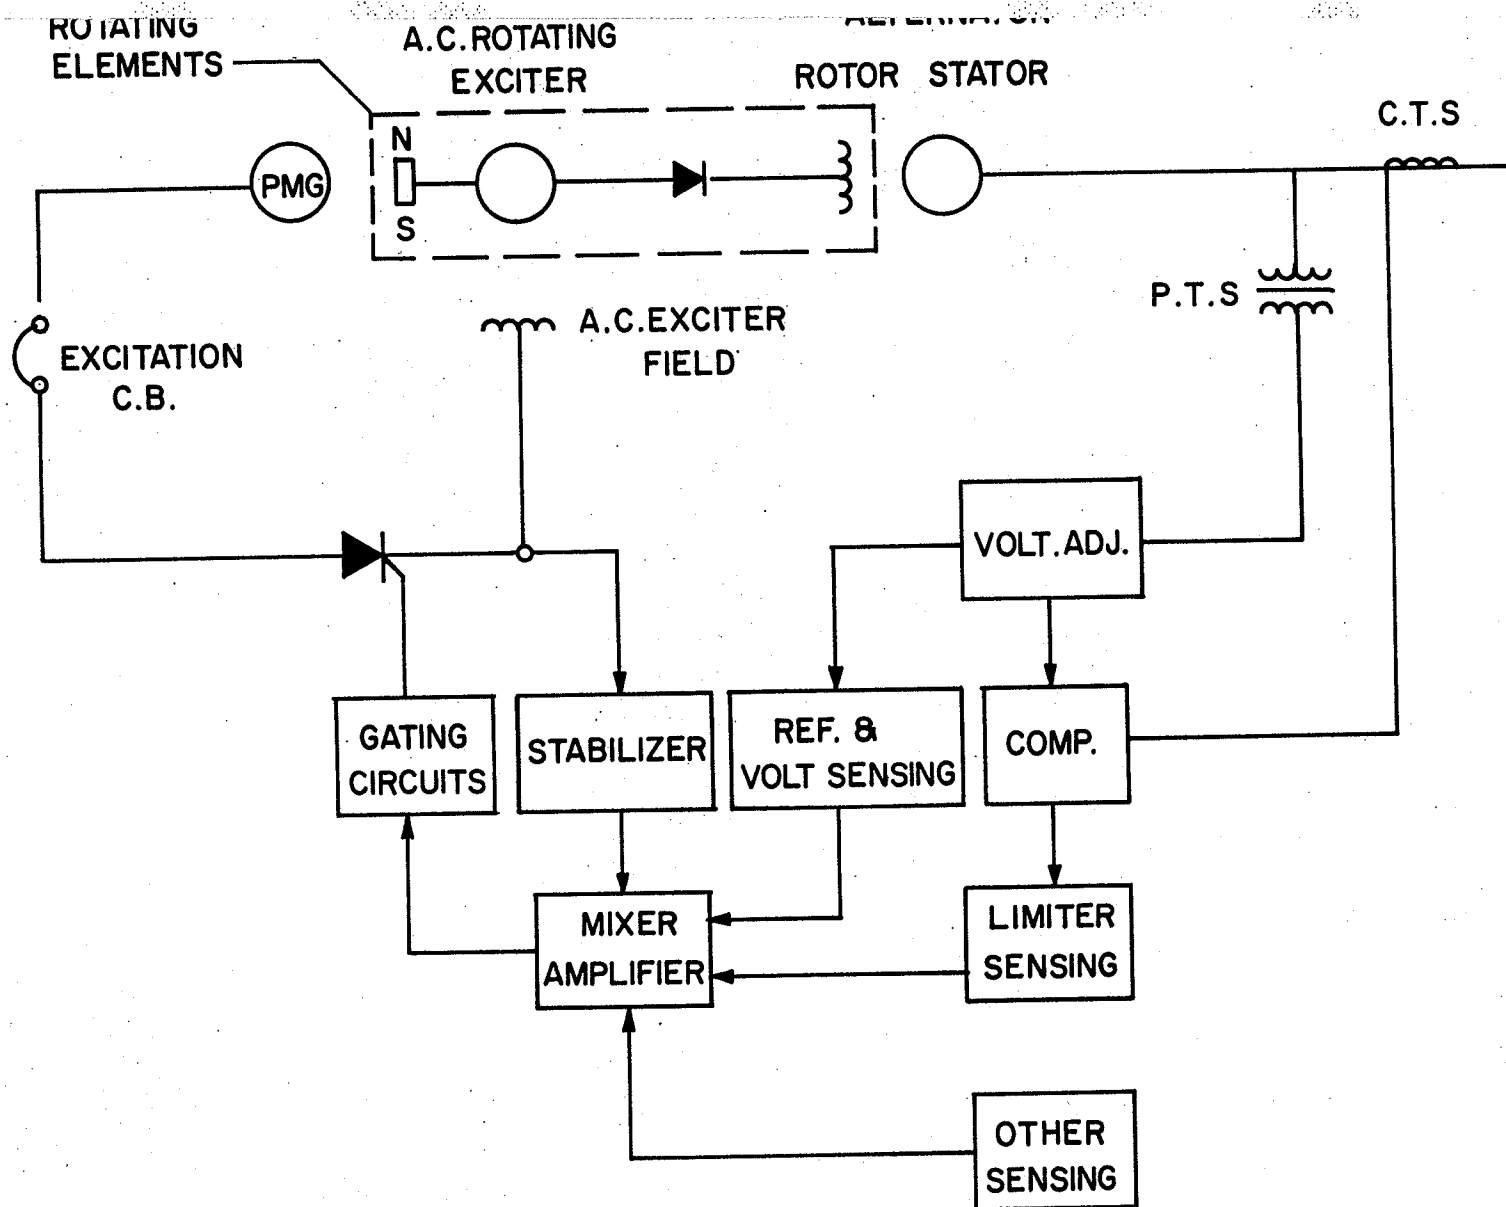 ROTATING
ELEMENTS
A.C. ROTATING
EXCITER
ALTERNATOR
ROTOR STATOR
C.T.S
N
PMG
S
P.T.S
A.C. EXCITER
FIELD
EXCITATION
C.B.
VOLT. ADJ.
GATING
CIRCUITS
STABILIZER
REF. &
VOLT SENSING
COMP.
MIXER
AMPLIFIER
LIMITER
SENSING
OTHER
SENSING